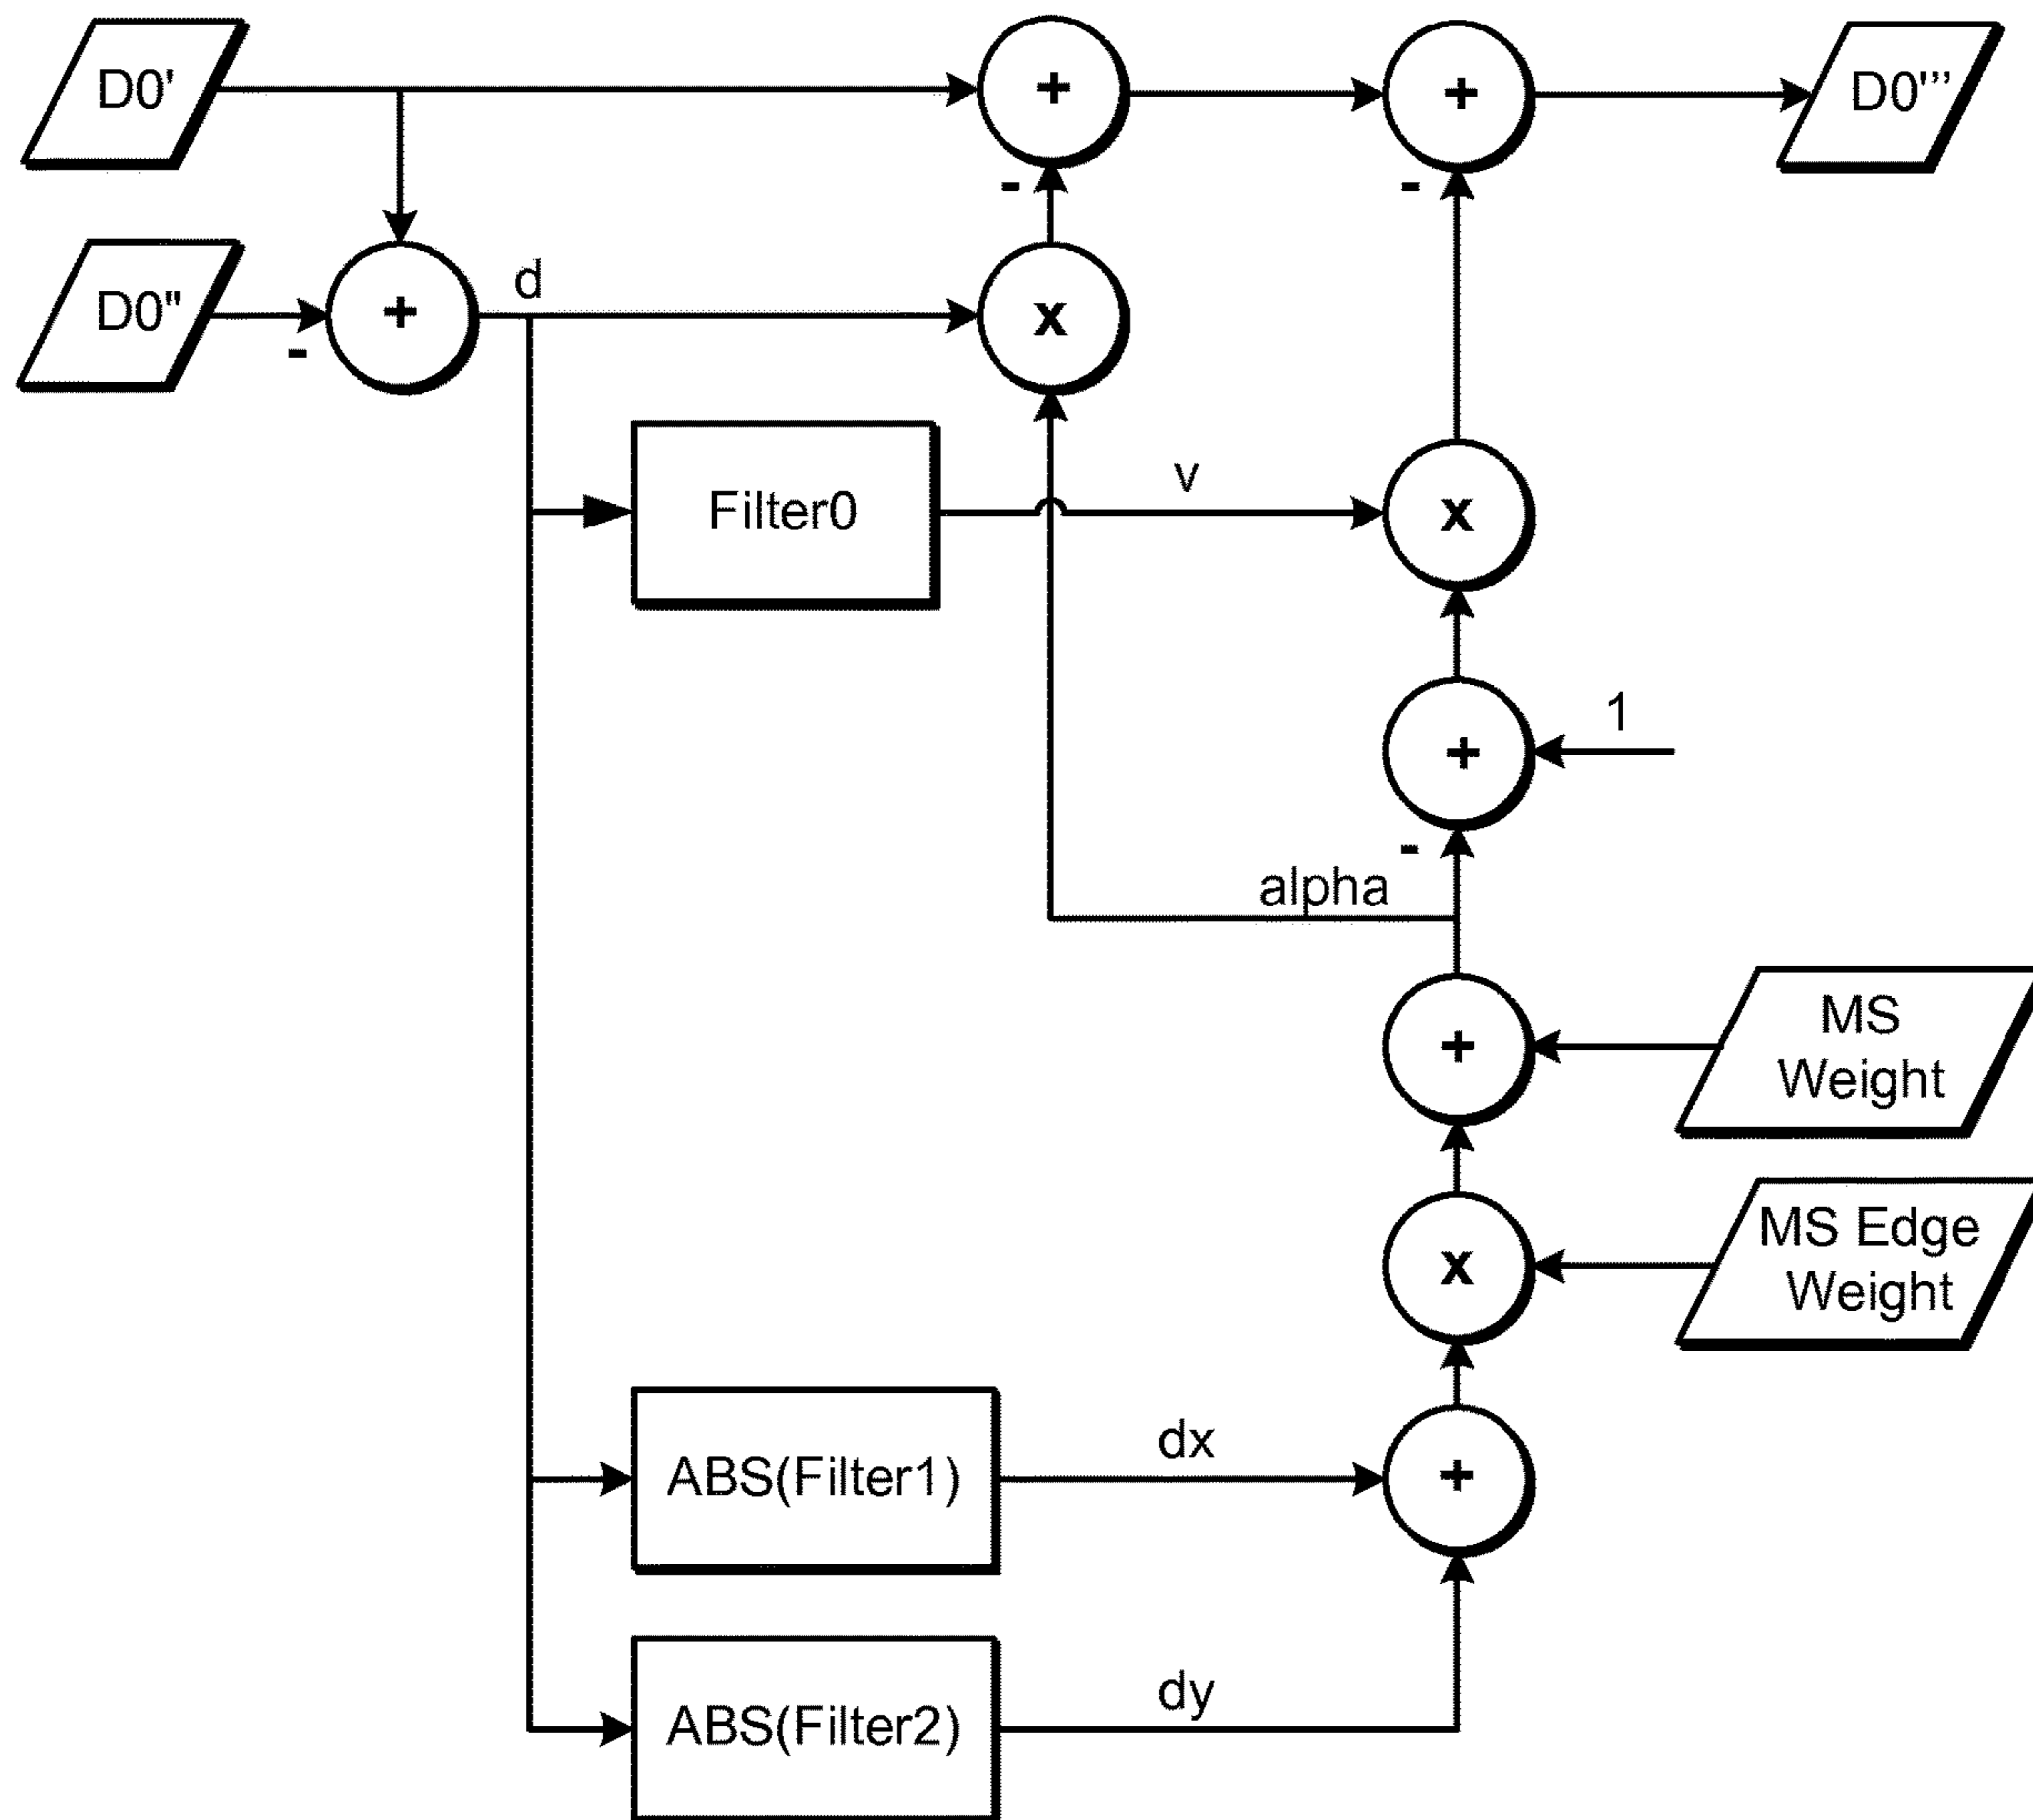 D0'
+
+
D0'''
-
-
D0"
-
+
d
x
Filter0
v
x
1
+
-
alpha
+
MS
Weight
x
MS Edge
Weight
ABS(Filter1)
dx
+
ABS(Filter2)
dy